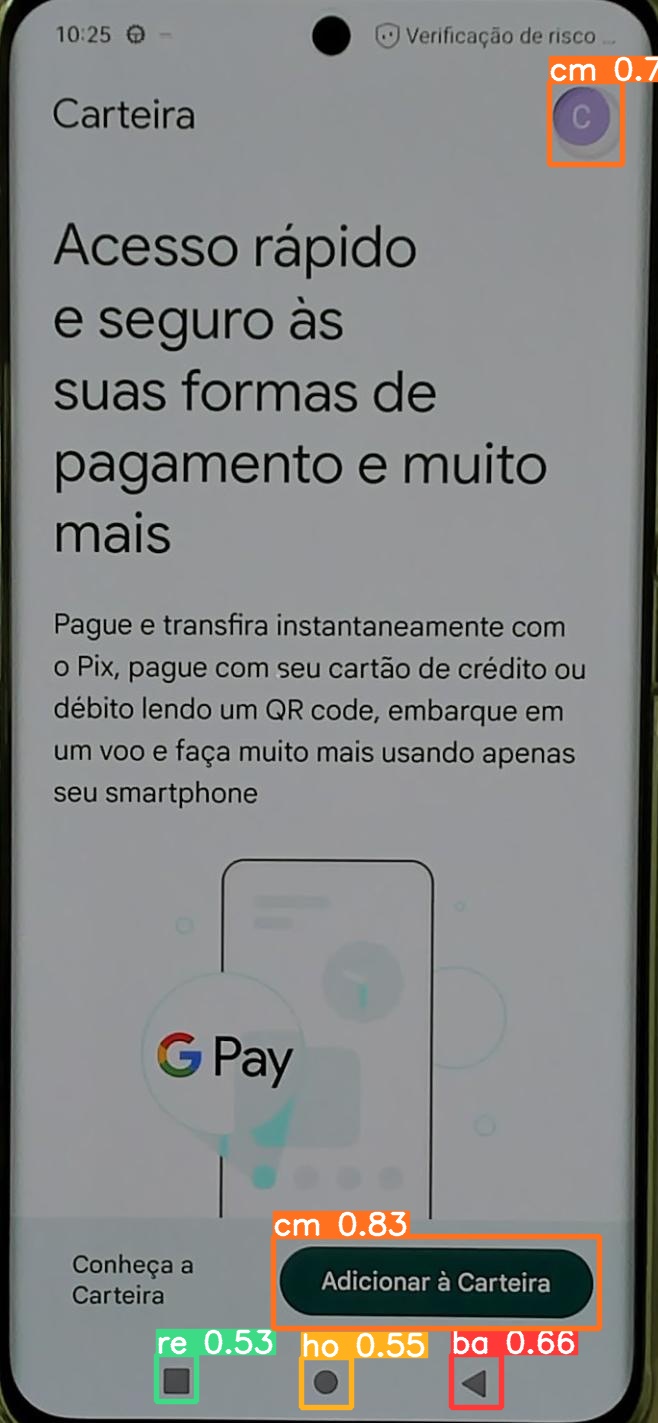 10:25
Verificação de risco ...
cm 0.7
Carteira
C
Acesso rápido
e seguro às
suas formas de
pagamento e muito
mais
Pague e transfira instantaneamente com
o Pix, pague com seu cartão de crédito ou
débito lendo um QR code, embarque em
um voo e faça muito mais usando apenas
seu smartphone
G Pay
cm 0.83
Conheça a
Carteira
Adicionar à Carteira
re 0.53
ho 0.55
ba 0.66